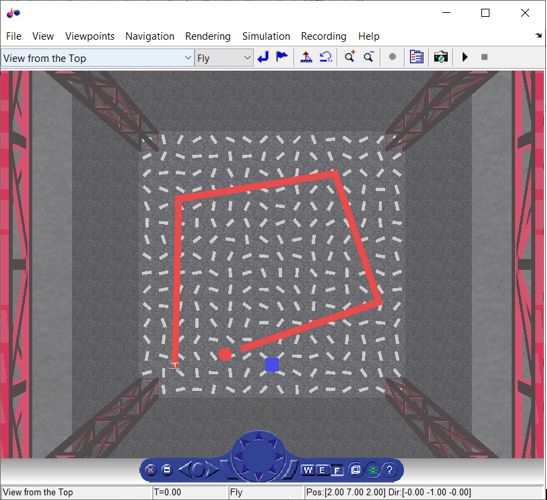 File View Viewpoints Navigation Rendering Simulation Recording Help
View from the Top Fly
W E F ?
View from the Top T=0.00 Fly Pos:[2.00 7.00 2.00] Dir:[-0.00 -1.00 -0.00]